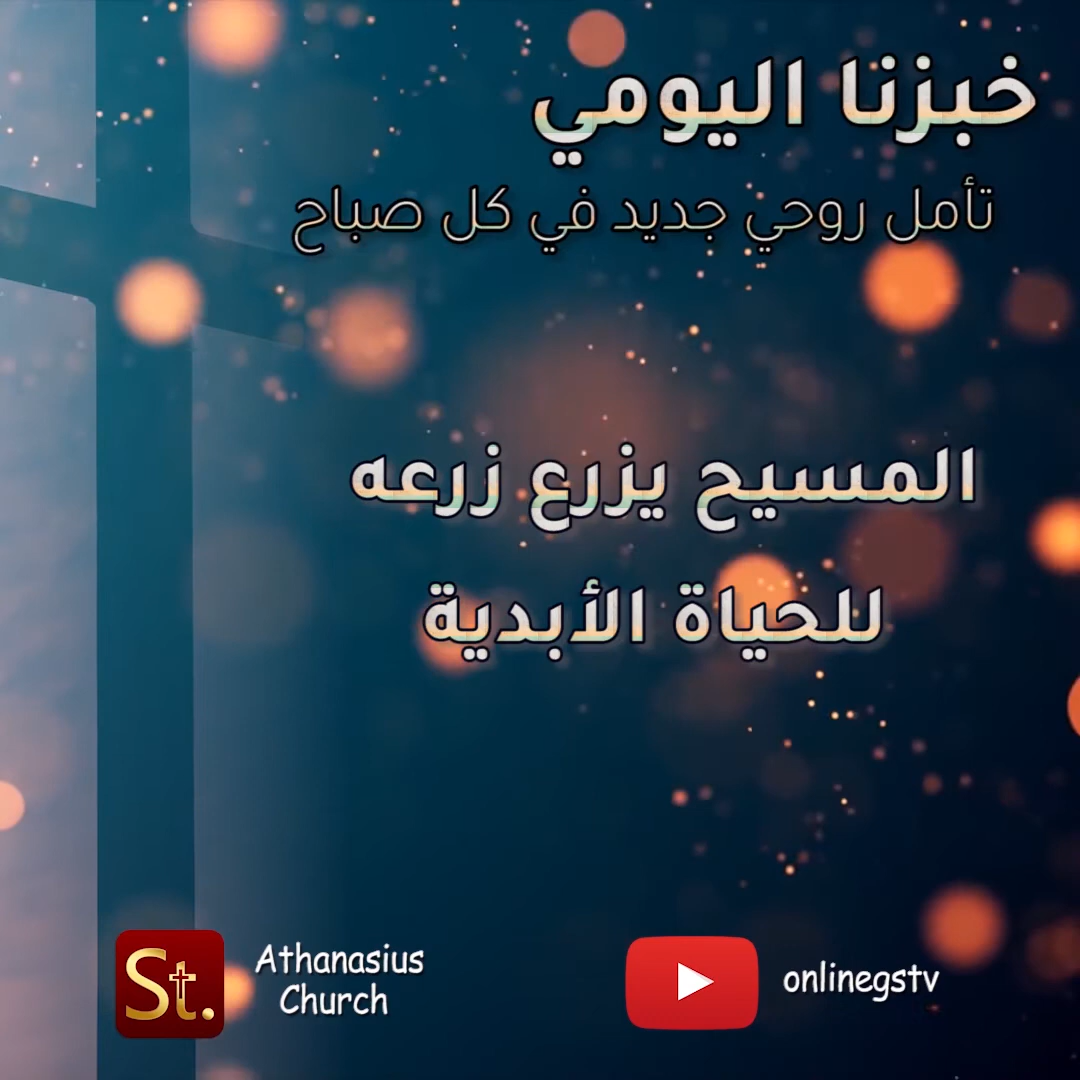 خبزنا اليومي
تأمل روحي جديد في كل صباح
المسيح يزرع زرعه
للحياة الأبدية
St.
Athanasius
Church
onlinegstv